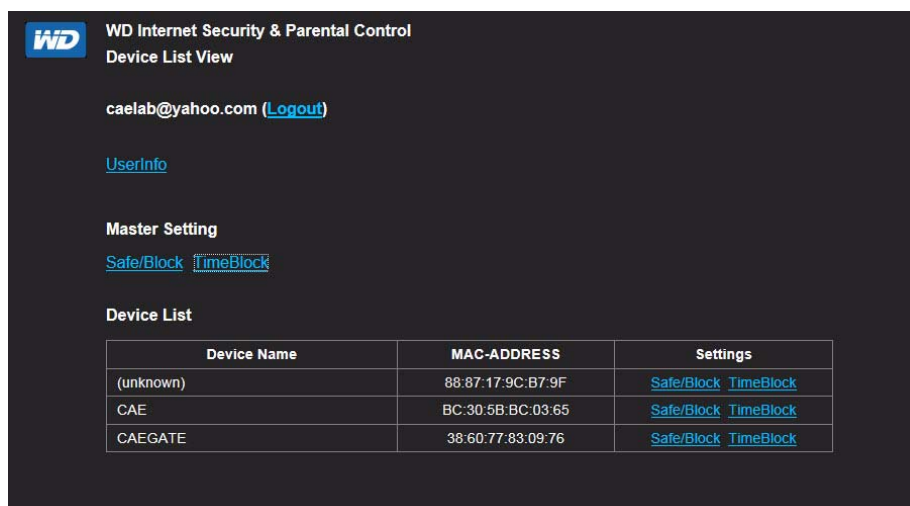 WD
WD Internet Security & Parental Control
Device List View
caelab@yahoo.com (Logout)
UserInfo
Master Setting
Safe/Block TimeBlock
Device List
Device Name MAC-ADDRESS Settings
(unknown) 88:87:17:9C:B7:9F Safe/Block TimeBlock
CAE BC:30:5B:BC:03:65 Safe/Block TimeBlock
CAEGATE 38:60:77:83:09:76 Safe/Block TimeBlock